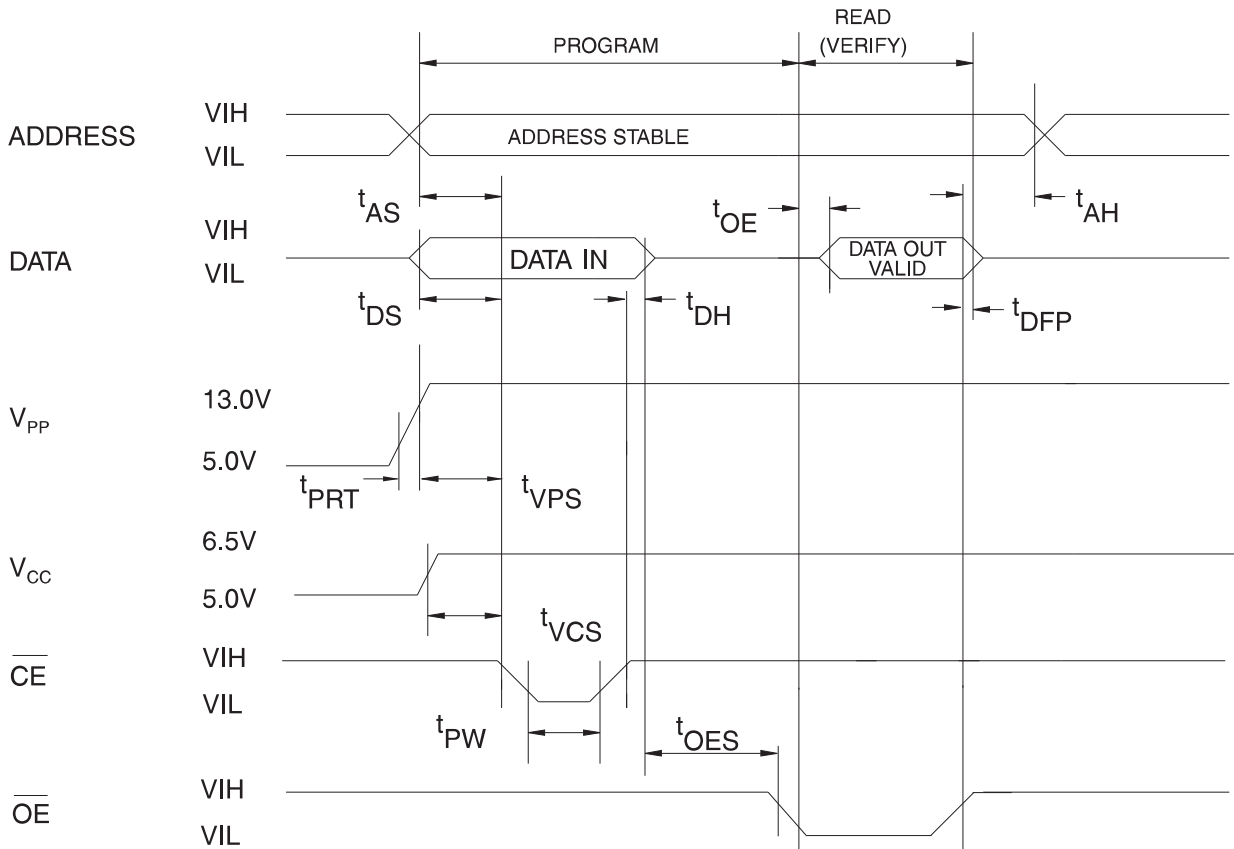 READ
PROGRAM (VERIFY)
ADDRESS VIH
VIL
ADDRESS STABLE
tAS
tOE
tAH
DATA VIH
VIL
DATA IN
DATA OUT
VALID
tDS
tDH
tDFP
VPP 13.0V
5.0V
tPRT
tVPS
VCC 6.5V
5.0V
tVCS
CE VIH
VIL
tPW
tOES
OE VIH
VIL